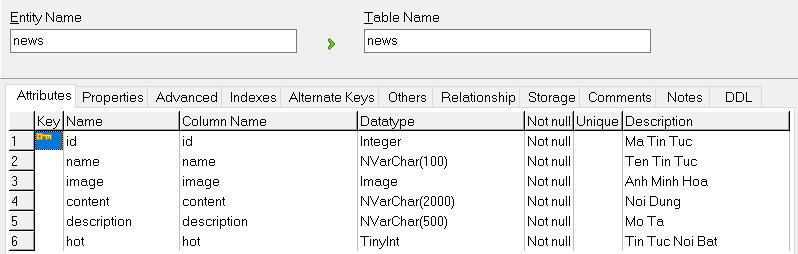 Entity Name Table Name
news news
Attributes Properties Advanced Indexes Alternate Keys Others Relationship Storage Comments Notes DDL
Key Name Column Name Datatype Not null Unique Description
1 id id Integer Not null Ma Tin Tuc
2 name name NVarChar(100) Not null Ten Tin Tuc
3 image image Image Not null Anh Minh Hoa
4 content content NVarChar(2000) Not null Noi Dung
5 description description NVarChar(500) Not null Mo Ta
6 hot hot TinyInt Not null Tin Tuc Noi Bat